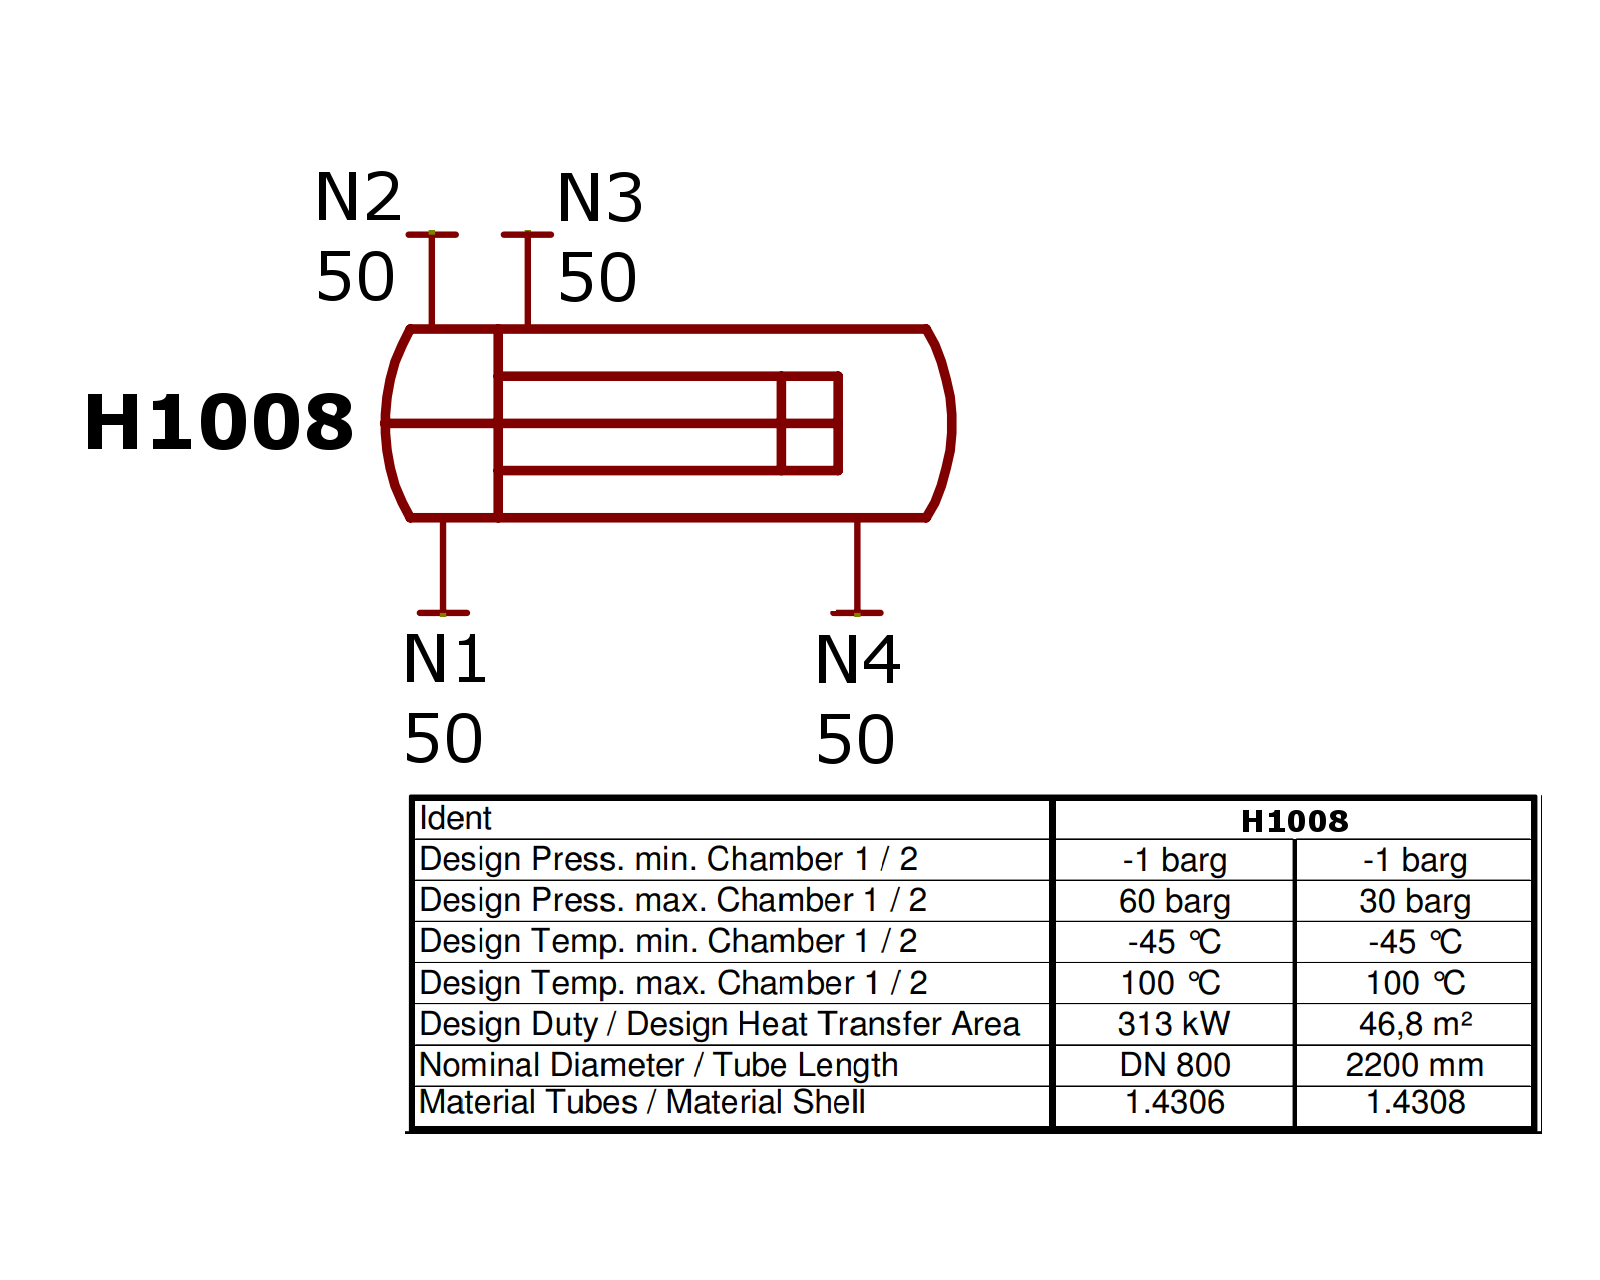 N2
50
N3
50
H1008
N1
50
N4
50
Ident H1008
Design Press. min. Chamber 1 / 2 -1 barg -1 barg
Design Press. max. Chamber 1 / 2 60 barg 30 barg
Design Temp. min. Chamber 1 / 2 -45 °C -45 °C
Design Temp. max. Chamber 1 / 2 100 °C 100 °C
Design Duty / Design Heat Transfer Area 313 kW 46,8 m²
Nominal Diameter / Tube Length DN 800 2200 mm
Material Tubes / Material Shell 1.4306 1.4308